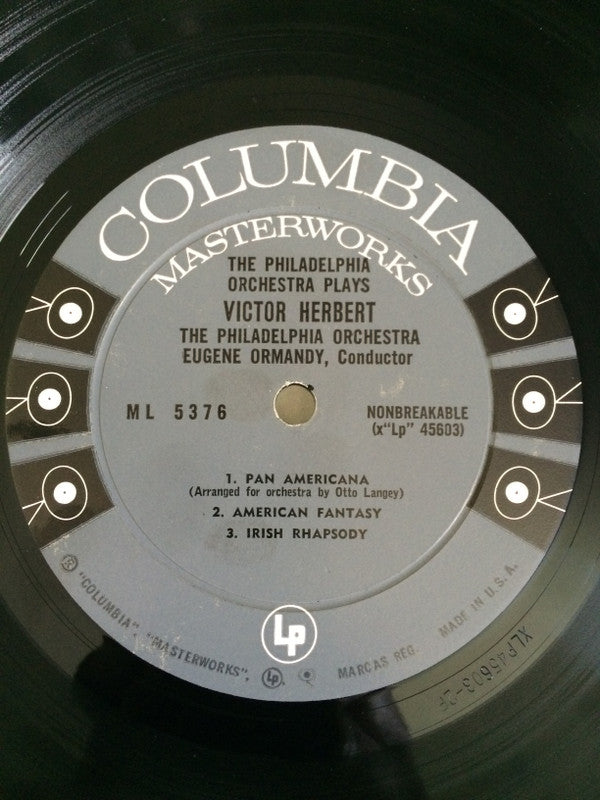 COLUMBIA
MASTERWORKS
THE PHILADELPHIA
ORCHESTRA PLAYS
VICTOR HERBERT
THE PHILADELPHIA ORCHESTRA
EUGENE ORMANDY, Conductor
ML 5376
NONBREAKABLE
(x"Lp" 45603)
1. PAN AMERICANA
(Arranged for orchestra by Otto Langey)
2. AMERICAN FANTASY
3. IRISH RHAPSODY
Lp
"COLUMBIA", "MASTERWORKS", Lp MARCAS REG. MADE IN U.S.A.